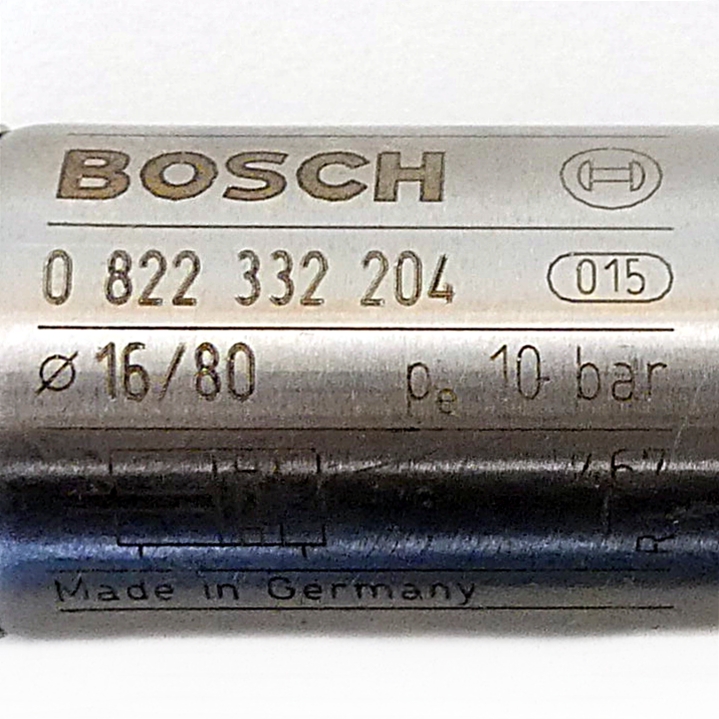 BOSCH
0 822 332 204 015
⌀ 16/80 pe 10 bar
Made in Germany